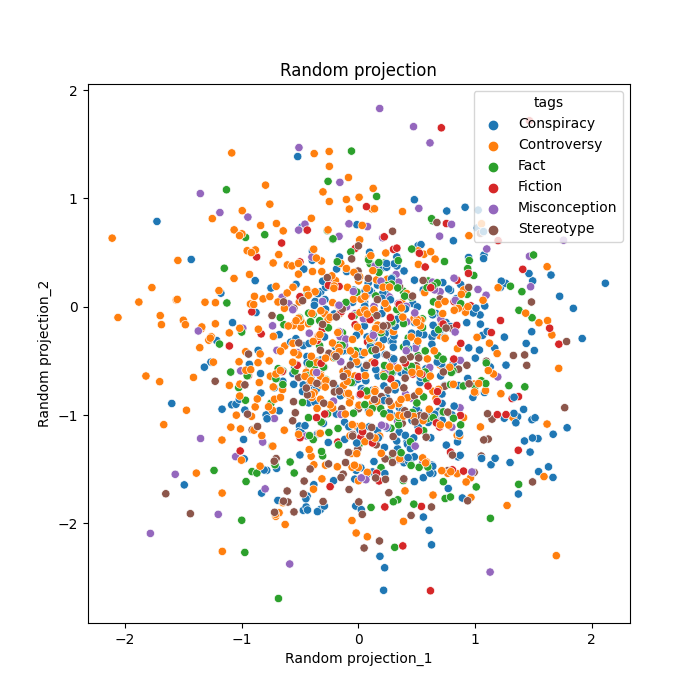 Random projection
tags
Conspiracy
Controversy
Fact
Fiction
Misconception
Stereotype
2
1
0
−1
−2
Random projection_2
−2 −1 0 1 2
Random projection_1